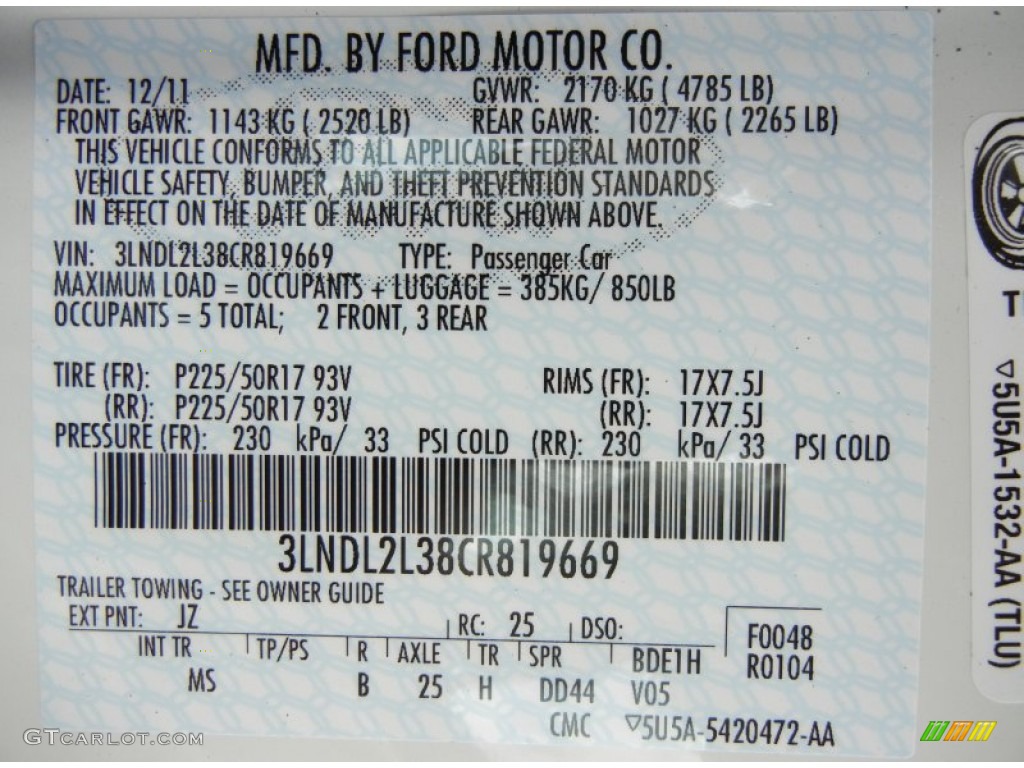 MFD. BY FORD MOTOR CO.
DATE: 12/11 GVWR: 2170 KG ( 4785 LB)
FRONT GAWR: 1143 KG ( 2520 LB) REAR GAWR: 1027 KG ( 2265 LB)
THIS VEHICLE CONFORMS TO ALL APPLICABLE FEDERAL MOTOR
VEHICLE SAFETY, BUMPER, AND THEFT PREVENTION STANDARDS
IN EFFECT ON THE DATE OF MANUFACTURE SHOWN ABOVE.
VIN: 3LNDL2L38CR819669 TYPE: Passenger Car
MAXIMUM LOAD = OCCUPANTS + LUGGAGE = 385KG/ 850LB
OCCUPANTS = 5 TOTAL; 2 FRONT, 3 REAR
TIRE (FR): P225/50R17 93V RIMS (FR): 17X7.5J
(RR): P225/50R17 93V (RR): 17X7.5J
PRESSURE (FR): 230 kPa/ 33 PSI COLD (RR): 230 kPa/ 33 PSI COLD
3LNDL2L38CR819669
TRAILER TOWING - SEE OWNER GUIDE
EXT PNT: JZ RC: 25 DSO:
F0048
INT TR TP/PS R AXLE TR SPR BDE1H R0104
MS B 25 H DD44 V05
CMC ▽5U5A-5420472-AA
T
▽5U5A-1532-AA (TLU)
GTCARLOT.COM